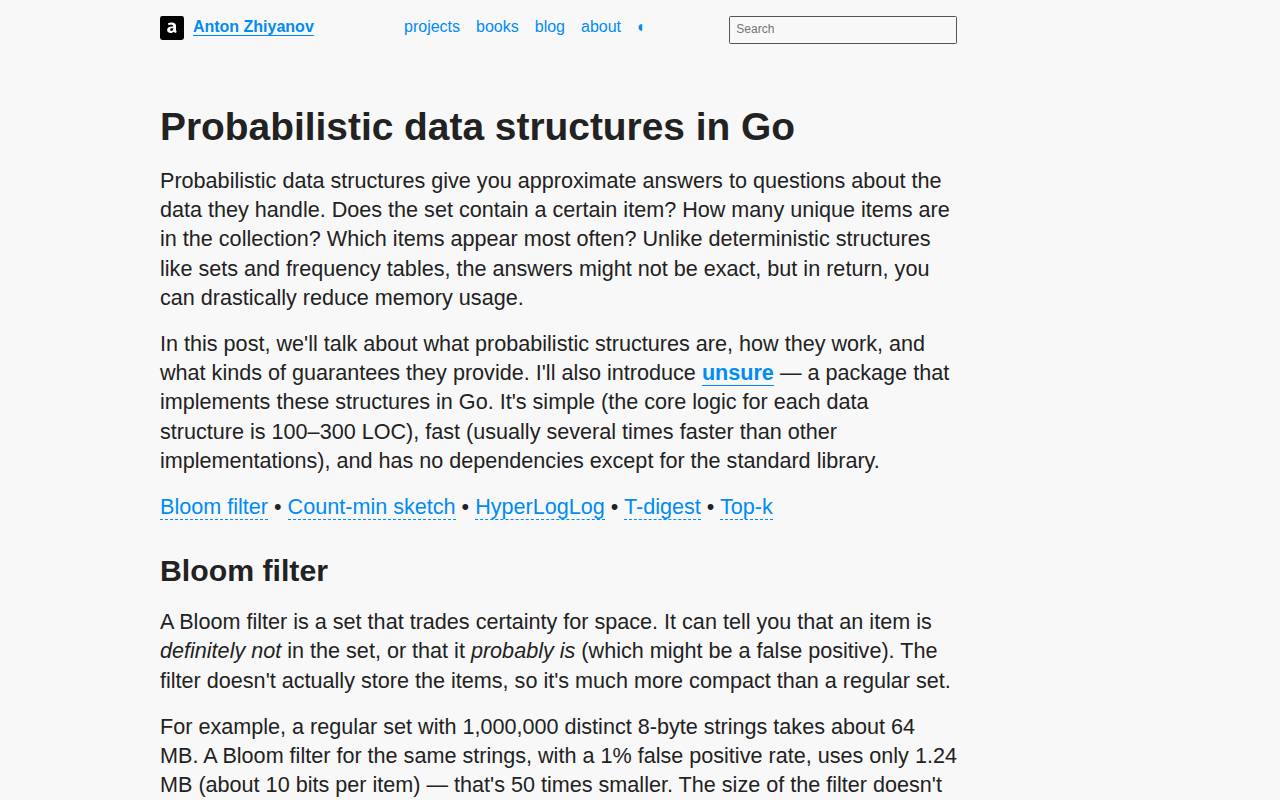 a Anton Zhiyanov projects books blog about Search
Probabilistic data structures in Go
Probabilistic data structures give you approximate answers to questions about the
data they handle. Does the set contain a certain item? How many unique items are
in the collection? Which items appear most often? Unlike deterministic structures
like sets and frequency tables, the answers might not be exact, but in return, you
can drastically reduce memory usage.
In this post, we'll talk about what probabilistic structures are, how they work, and
what kinds of guarantees they provide. I'll also introduce unsure — a package that
implements these structures in Go. It's simple (the core logic for each data
structure is 100–300 LOC), fast (usually several times faster than other
implementations), and has no dependencies except for the standard library.
Bloom filter • Count-min sketch • HyperLogLog • T-digest • Top-k
Bloom filter
A Bloom filter is a set that trades certainty for space. It can tell you that an item is
definitely not in the set, or that it probably is (which might be a false positive). The
filter doesn't actually store the items, so it's much more compact than a regular set.
For example, a regular set with 1,000,000 distinct 8-byte strings takes about 64
MB. A Bloom filter for the same strings, with a 1% false positive rate, uses only 1.24
MB (about 10 bits per item) — that's 50 times smaller. The size of the filter doesn't